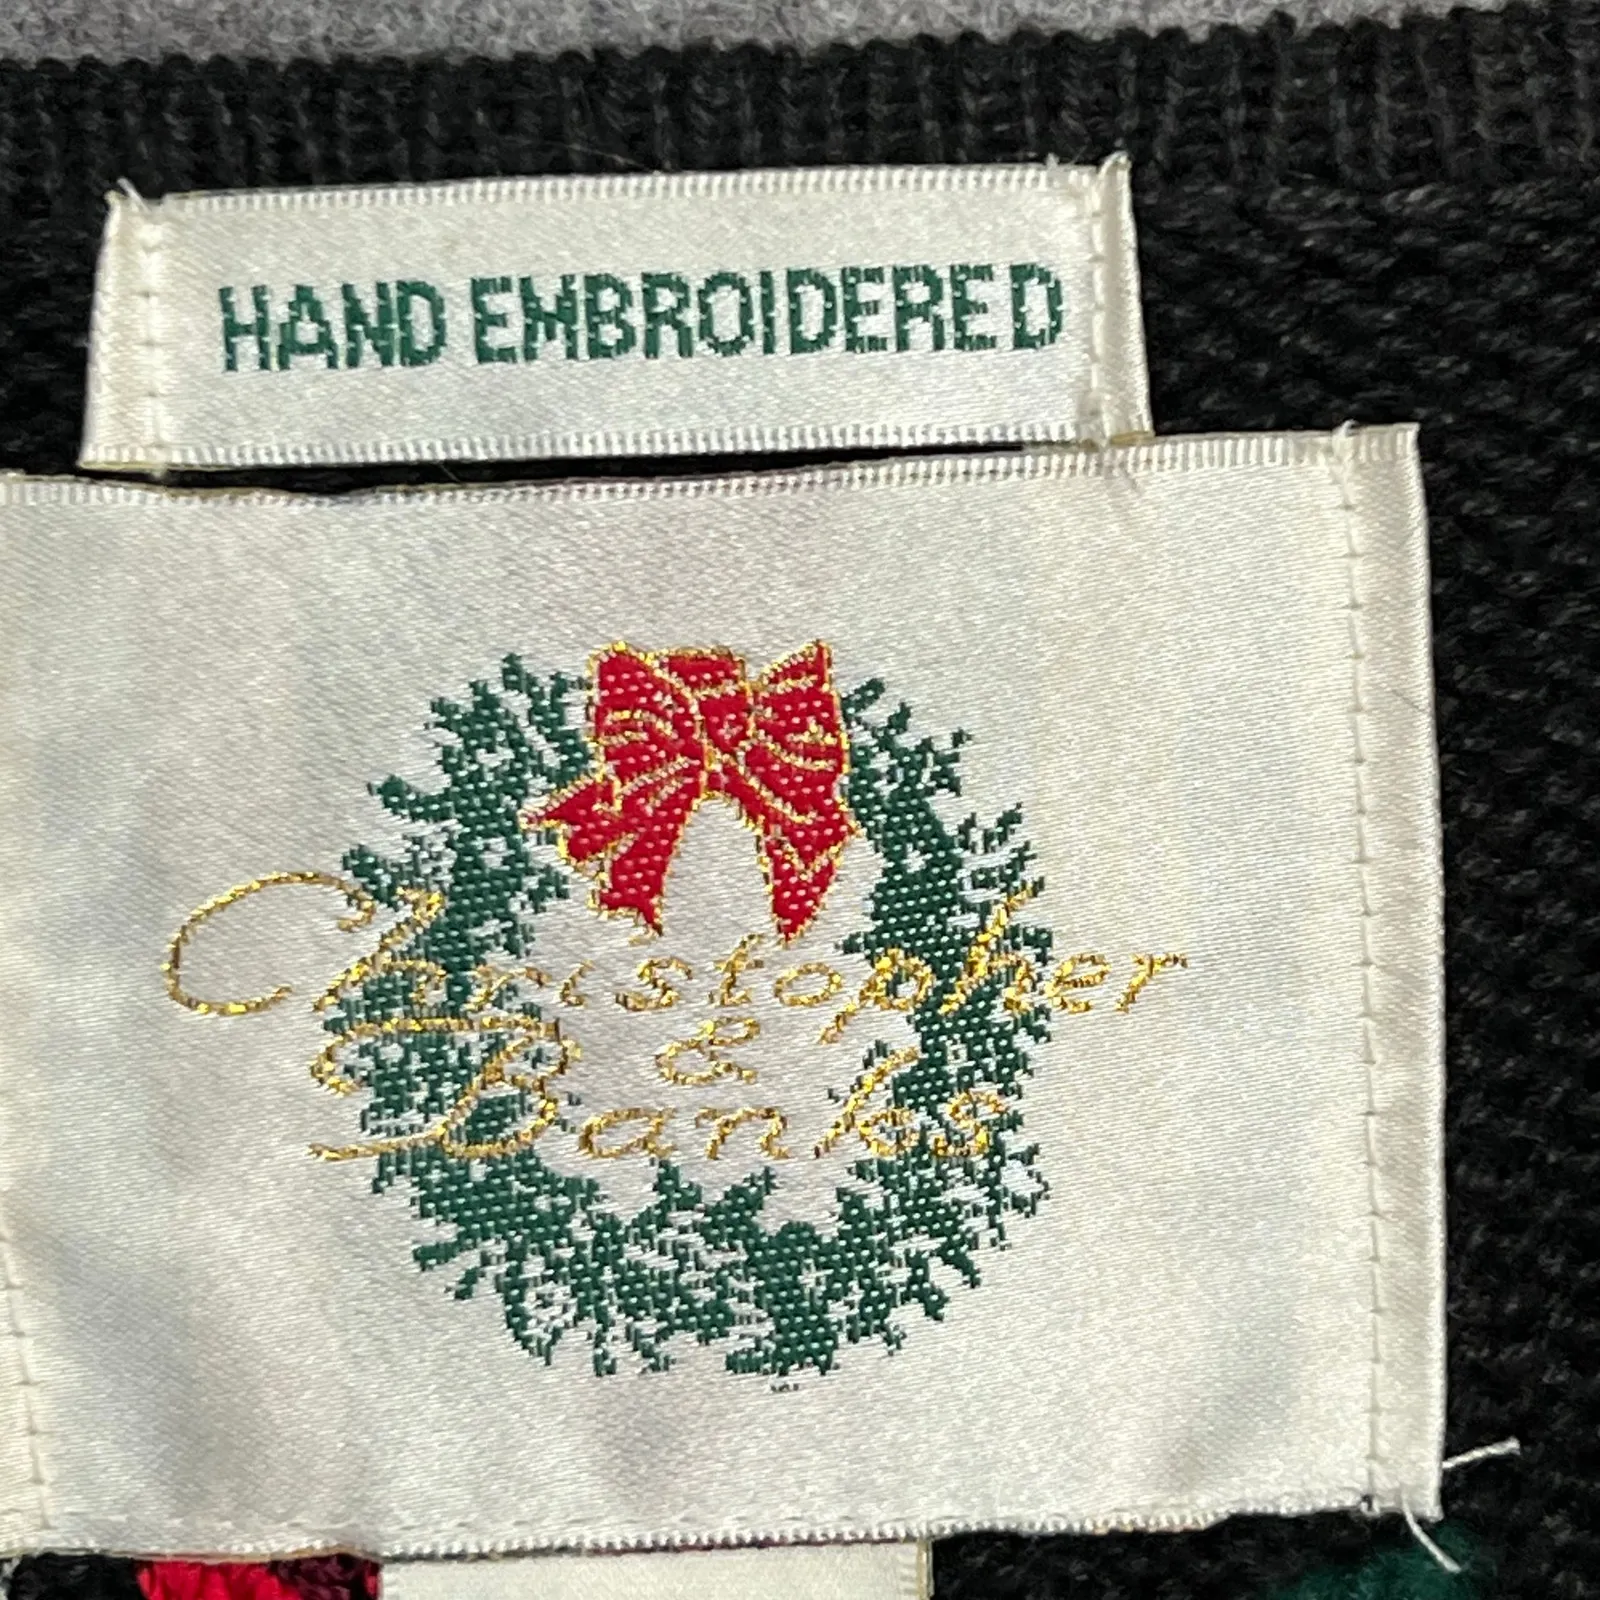 HAND EMBROIDERED
Christopher
&
Banks